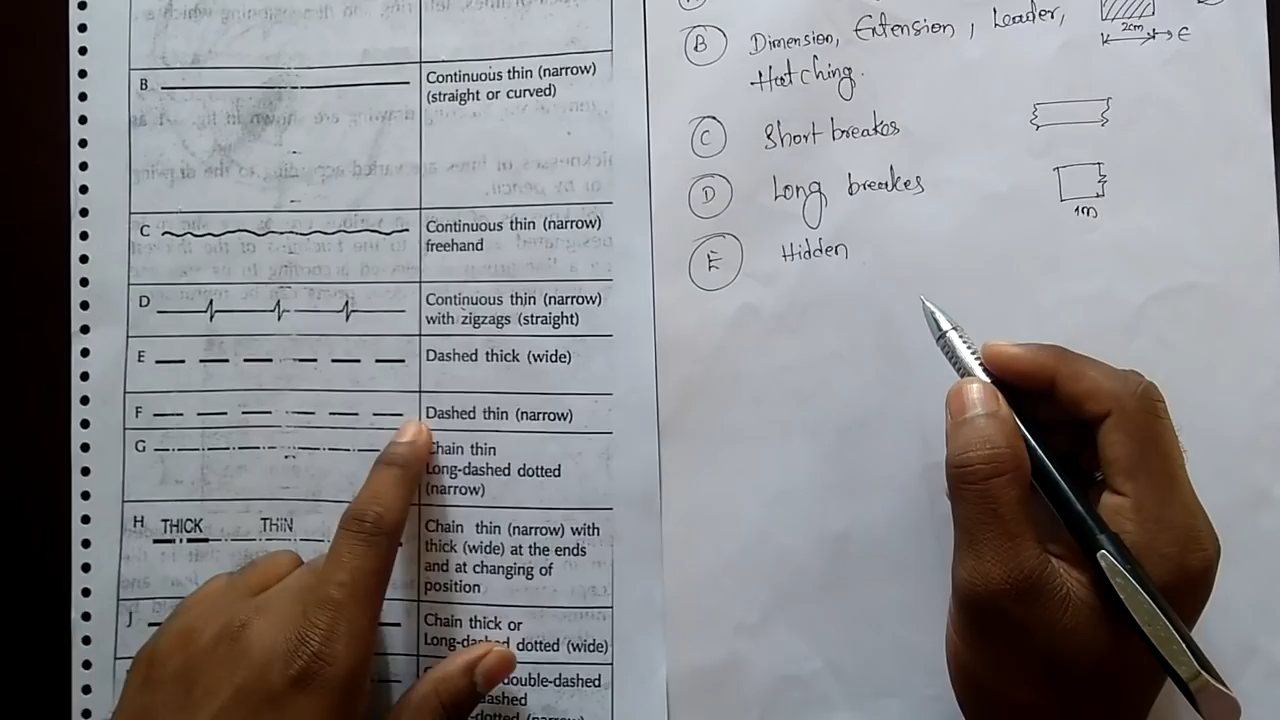 B
Continuous thin (narrow)
(straight or curved)
C
Continuous thin (narrow)
freehand
D
Continuous thin (narrow)
with zigzags (straight)
E
Dashed thick (wide)
F
Dashed thin (narrow)
G
Chain thin
Long-dashed dotted
(narrow)
H THICK THIN
Chain thin (narrow) with
thick (wide) at the ends
and at changing of
position
J
Chain thick or
Long-dashed dotted (wide)
double-dashed
dashed
B Dimension, Extension, Leader,
Hatching.
2cm
E
C Short breakes
D Long breakes
1m
E Hidden